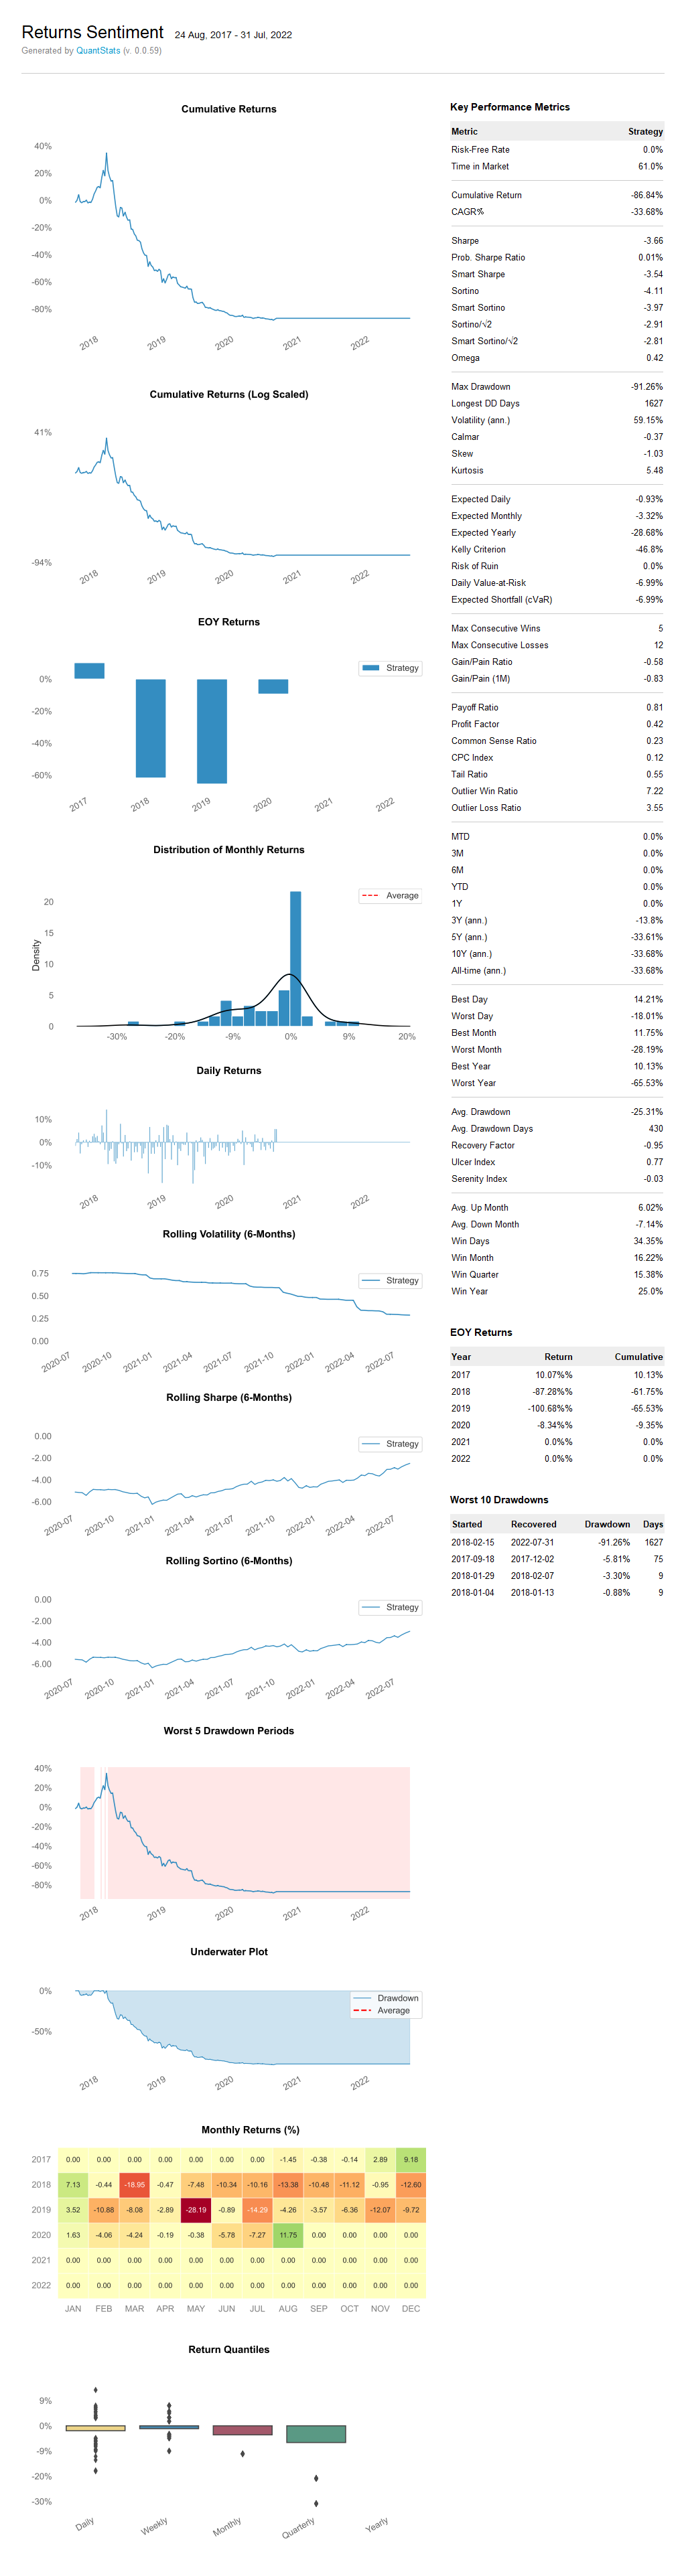 Returns Sentiment 24 Aug, 2017 - 31 Jul, 2022
Generated by QuantStats (v. 0.0.59)
Cumulative Returns
40%
20%
0%
-20%
-40%
-60%
-80%
2018 2019 2020 2021 2022
Cumulative Returns (Log Scaled)
41%
-94%
2018 2019 2020 2021 2022
EOY Returns
Strategy
0%
-20%
-40%
-60%
2017 2018 2019 2020 2021 2022
Distribution of Monthly Returns
Average
Density
20
15
10
5
0
-30% -20% -9% 0% 9% 20%
Daily Returns
10%
0%
-10%
2018 2019 2020 2021 2022
Rolling Volatility (6-Months)
Strategy
0.75
0.50
0.25
0.00
2020-07 2020-10 2021-01 2021-04 2021-07 2021-10 2022-01 2022-04 2022-07
Rolling Sharpe (6-Months)
Strategy
0.00
-2.00
-4.00
-6.00
2020-07 2020-10 2021-01 2021-04 2021-07 2021-10 2022-01 2022-04 2022-07
Rolling Sortino (6-Months)
Strategy
0.00
-2.00
-4.00
-6.00
2020-07 2020-10 2021-01 2021-04 2021-07 2021-10 2022-01 2022-04 2022-07
Worst 5 Drawdown Periods
40%
20%
0%
-20%
-40%
-60%
-80%
2018 2019 2020 2021 2022
Underwater Plot
Drawdown
Average
0%
-50%
2018 2019 2020 2021 2022
Monthly Returns (%)
2017 0.00 0.00 0.00 0.00 0.00 0.00 0.00 -1.45 -0.38 -0.14 2.89 9.18
2018 7.13 -0.44 -18.95 -0.47 -7.48 -10.34 -10.16 -13.38 -10.48 -11.12 -0.95 -12.60
2019 3.52 -10.88 -8.08 -2.89 -28.19 -0.89 -14.29 -4.26 -3.57 -6.36 -12.07 -9.72
2020 1.63 -4.06 -4.24 -0.19 -0.38 -5.78 -7.27 11.75 0.00 0.00 0.00 0.00
2021 0.00 0.00 0.00 0.00 0.00 0.00 0.00 0.00 0.00 0.00 0.00 0.00
2022 0.00 0.00 0.00 0.00 0.00 0.00 0.00 0.00 0.00 0.00 0.00 0.00
JAN FEB MAR APR MAY JUN JUL AUG SEP OCT NOV DEC
Return Quantiles
9%
0%
-9%
-20%
-30%
Daily Weekly Monthly Quarterly Yearly
Key Performance Metrics
Metric Strategy
Risk-Free Rate 0.0%
Time in Market 61.0%
Cumulative Return -86.84%
CAGR﹪ -33.68%
Sharpe -3.66
Prob. Sharpe Ratio 0.01%
Smart Sharpe -3.54
Sortino -4.11
Smart Sortino -3.97
Sortino/√2 -2.91
Smart Sortino/√2 -2.81
Omega 0.42
Max Drawdown -91.26%
Longest DD Days 1627
Volatility (ann.) 59.15%
Calmar -0.37
Skew -1.03
Kurtosis 5.48
Expected Daily -0.93%
Expected Monthly -3.32%
Expected Yearly -28.68%
Kelly Criterion -46.8%
Risk of Ruin 0.0%
Daily Value-at-Risk -6.99%
Expected Shortfall (cVaR) -6.99%
Max Consecutive Wins 5
Max Consecutive Losses 12
Gain/Pain Ratio -0.58
Gain/Pain (1M) -0.83
Payoff Ratio 0.81
Profit Factor 0.42
Common Sense Ratio 0.23
CPC Index 0.12
Tail Ratio 0.55
Outlier Win Ratio 7.22
Outlier Loss Ratio 3.55
MTD 0.0%
3M 0.0%
6M 0.0%
YTD 0.0%
1Y 0.0%
3Y (ann.) -13.8%
5Y (ann.) -33.61%
10Y (ann.) -33.68%
All-time (ann.) -33.68%
Best Day 14.21%
Worst Day -18.01%
Best Month 11.75%
Worst Month -28.19%
Best Year 10.13%
Worst Year -65.53%
Avg. Drawdown -25.31%
Avg. Drawdown Days 430
Recovery Factor -0.95
Ulcer Index 0.77
Serenity Index -0.03
Avg. Up Month 6.02%
Avg. Down Month -7.14%
Win Days 34.35%
Win Month 16.22%
Win Quarter 15.38%
Win Year 25.0%
EOY Returns
Year Return Cumulative
2017 10.07%% 10.13%
2018 -87.28%% -61.75%
2019 -100.68%% -65.53%
2020 -8.34%% -9.35%
2021 0.0%% 0.0%
2022 0.0%% 0.0%
Worst 10 Drawdowns
Started Recovered Drawdown Days
2018-02-15 2022-07-31 -91.26% 1627
2017-09-18 2017-12-02 -5.81% 75
2018-01-29 2018-02-07 -3.30% 9
2018-01-04 2018-01-13 -0.88% 9